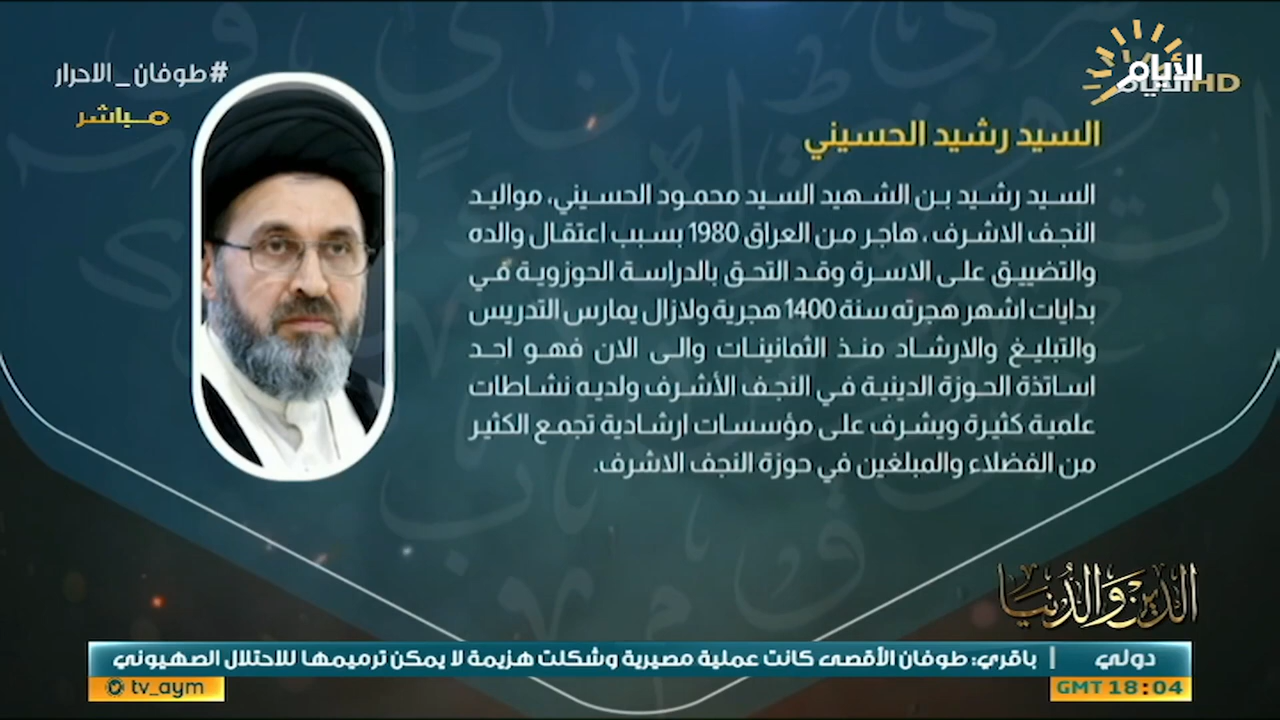 #طوفان_الاحرار
مباشر
الأيام HD
السيد رشيد الحسيني
السيد رشيد بن الشهيد السيد محمود الحسيني، مواليد
النجف الاشرف ، هاجر من العراق 1980 بسبب اعتقال والده
والتضييق على الاسرة وقد التحق بالدراسة الحوزوية في
بدايات اشهر هجرته سنة 1400 هجرية ولازال يمارس التدريس
والتبليغ والارشاد منذ الثمانينات والى الان فهو احد
اساتذة الحوزة الدينية في النجف الأشرف ولديه نشاطات
علمية كثيرة ويشرف على مؤسسات ارشادية تجمع الكثير
من الفضلاء والمبلغين في حوزة النجف الاشرف.
الدين والدنيا
دولي | باقري: طوفان الأقصى كانت عملية مصيرية وشكلت هزيمة لا يمكن ترميمها للاحتلال الصهيوني
tv_aym
GMT 18:04